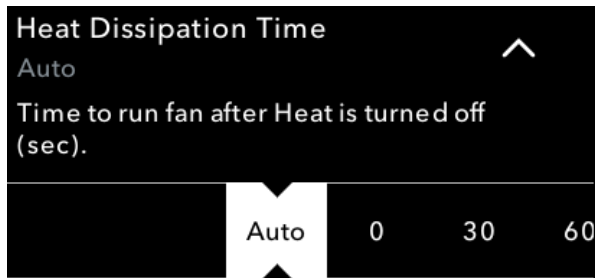 Heat Dissipation Time
Auto
Time to run fan after Heat is turned off
(sec).
Auto 0 30 60